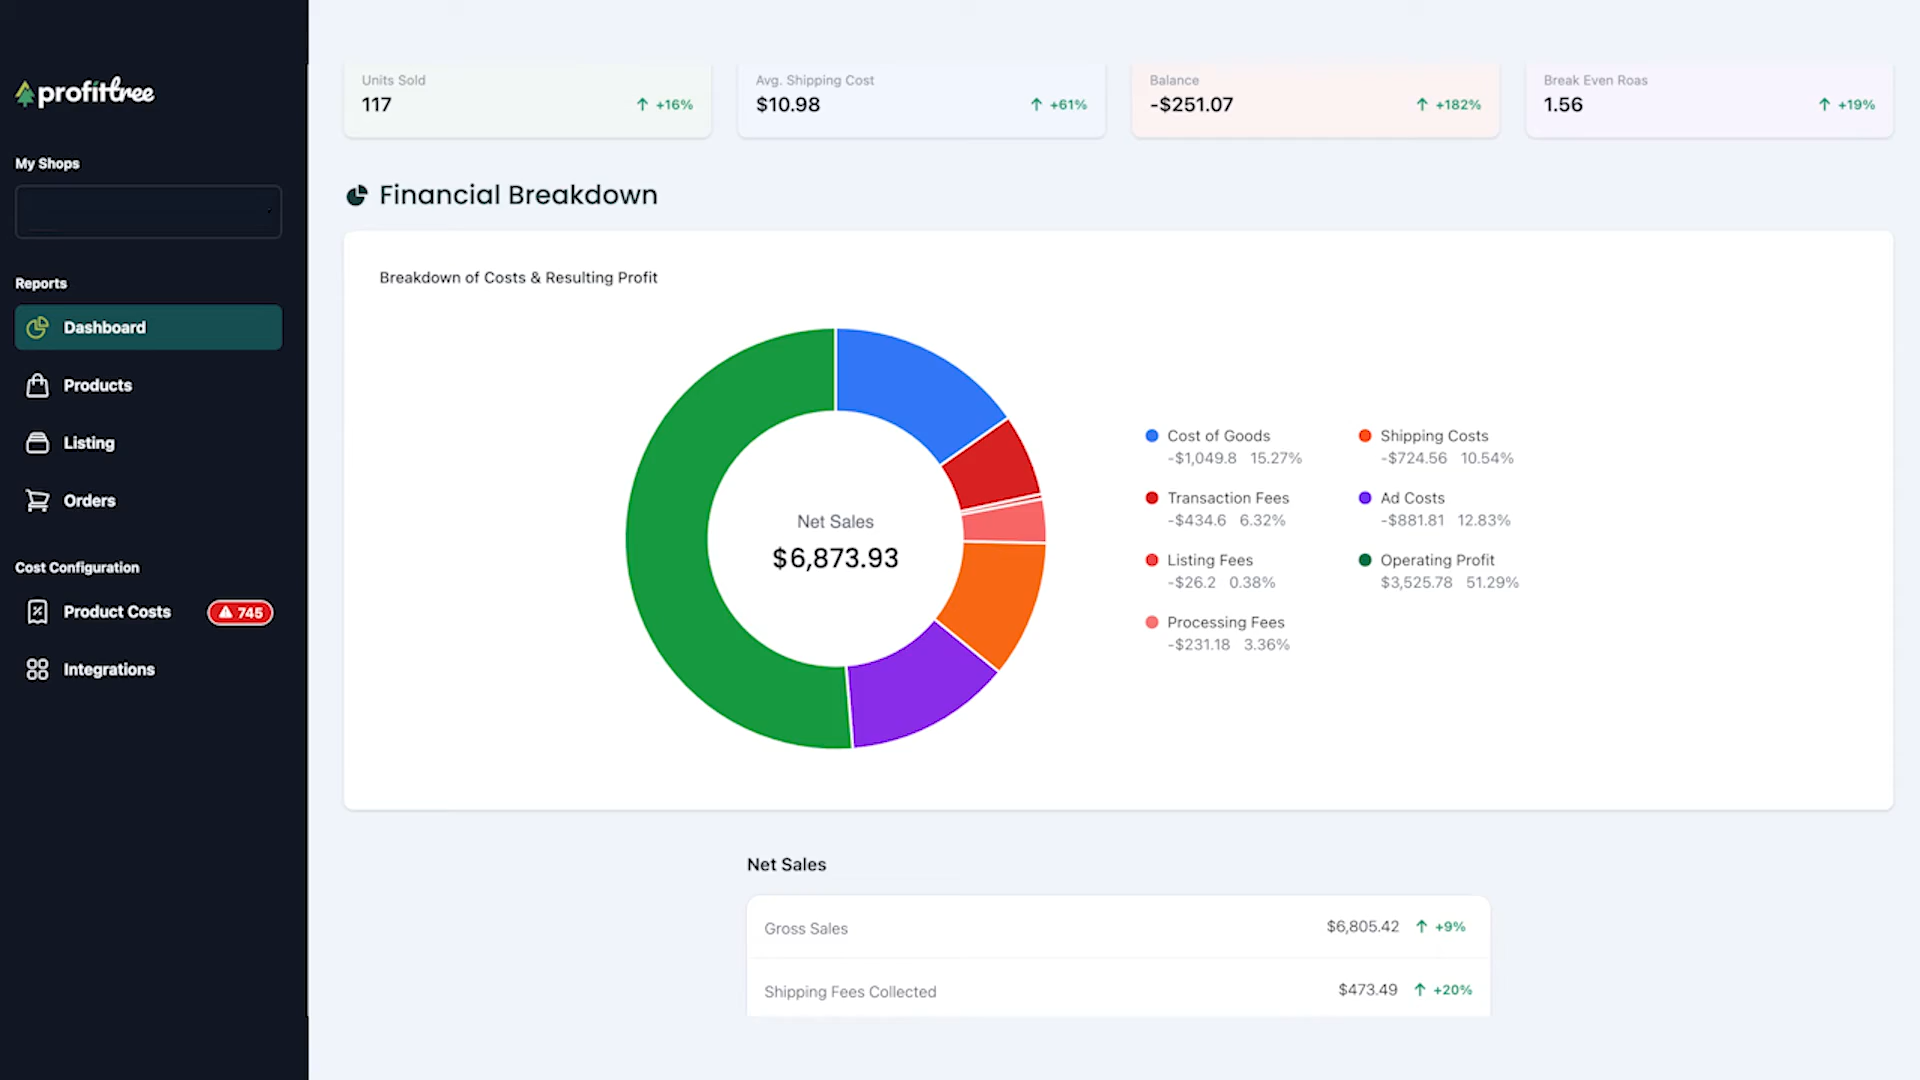 profittree
My Shops
Reports
Dashboard
Products
Listing
Orders
Cost Configuration
Product Costs 745
Integrations
Units Sold
117 +16%
Avg. Shipping Cost
$10.98 +61%
Balance
-$251.07 +182%
Break Even Roas
1.56 +19%
Financial Breakdown
Breakdown of Costs & Resulting Profit
Net Sales
$6,873.93
Cost of Goods
-$1,049.8 15.27%
Transaction Fees
-$434.6 6.32%
Listing Fees
-$26.2 0.38%
Processing Fees
-$231.18 3.36%
Shipping Costs
-$724.56 10.54%
Ad Costs
-$881.81 12.83%
Operating Profit
$3,525.78 51.29%
Net Sales
Gross Sales $6,805.42 +9%
Shipping Fees Collected $473.49 +20%